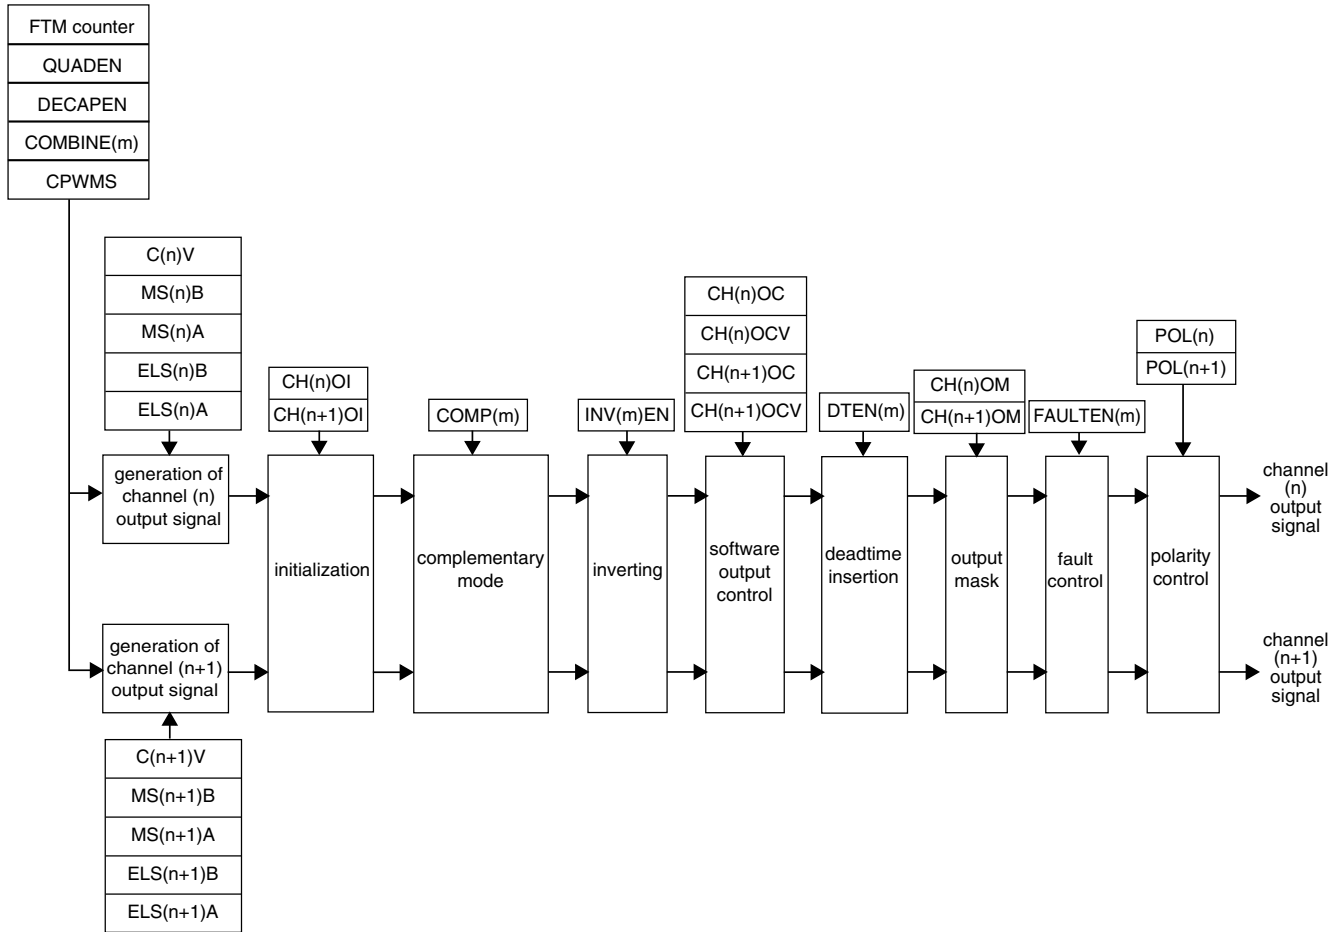 FTM counter
QUADEN
DECAPEN
COMBINE(m)
CPWMS
C(n)V
MS(n)B
MS(n)A
ELS(n)B
ELS(n)A
CH(n)OI
CH(n+1)OI
COMP(m)
INV(m)EN
CH(n)OC
CH(n)OCV
CH(n+1)OC
CH(n+1)OCV
DTEN(m)
CH(n)OM
CH(n+1)OM
FAULTEN(m)
POL(n)
POL(n+1)
generation of
channel (n)
output signal
initialization
complementary
mode
inverting
software
output
control
deadtime
insertion
output
mask
fault
control
polarity
control
channel
(n)
output
signal
generation of
channel (n+1)
output signal
channel
(n+1)
output
signal
C(n+1)V
MS(n+1)B
MS(n+1)A
ELS(n+1)B
ELS(n+1)A